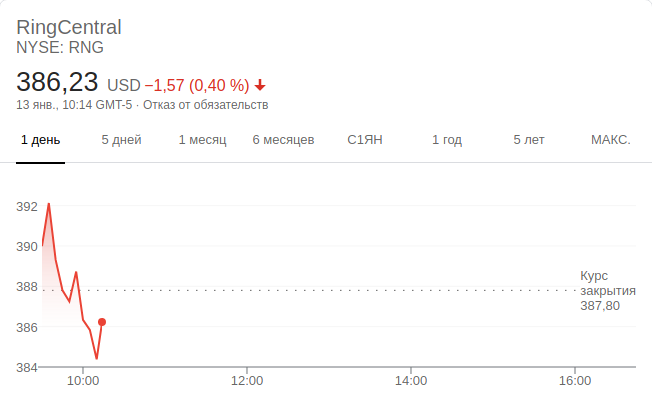 RingCentral
NYSE: RNG
386,23 USD −1,57 (0,40 %)
13 янв., 10:14 GMT-5 · Отказ от обязательств
1 день 5 дней 1 месяц 6 месяцев С1ЯН 1 год 5 лет МАКС.
392
390
388
386
384
Курс
закрытия
387,80
10:00 12:00 14:00 16:00